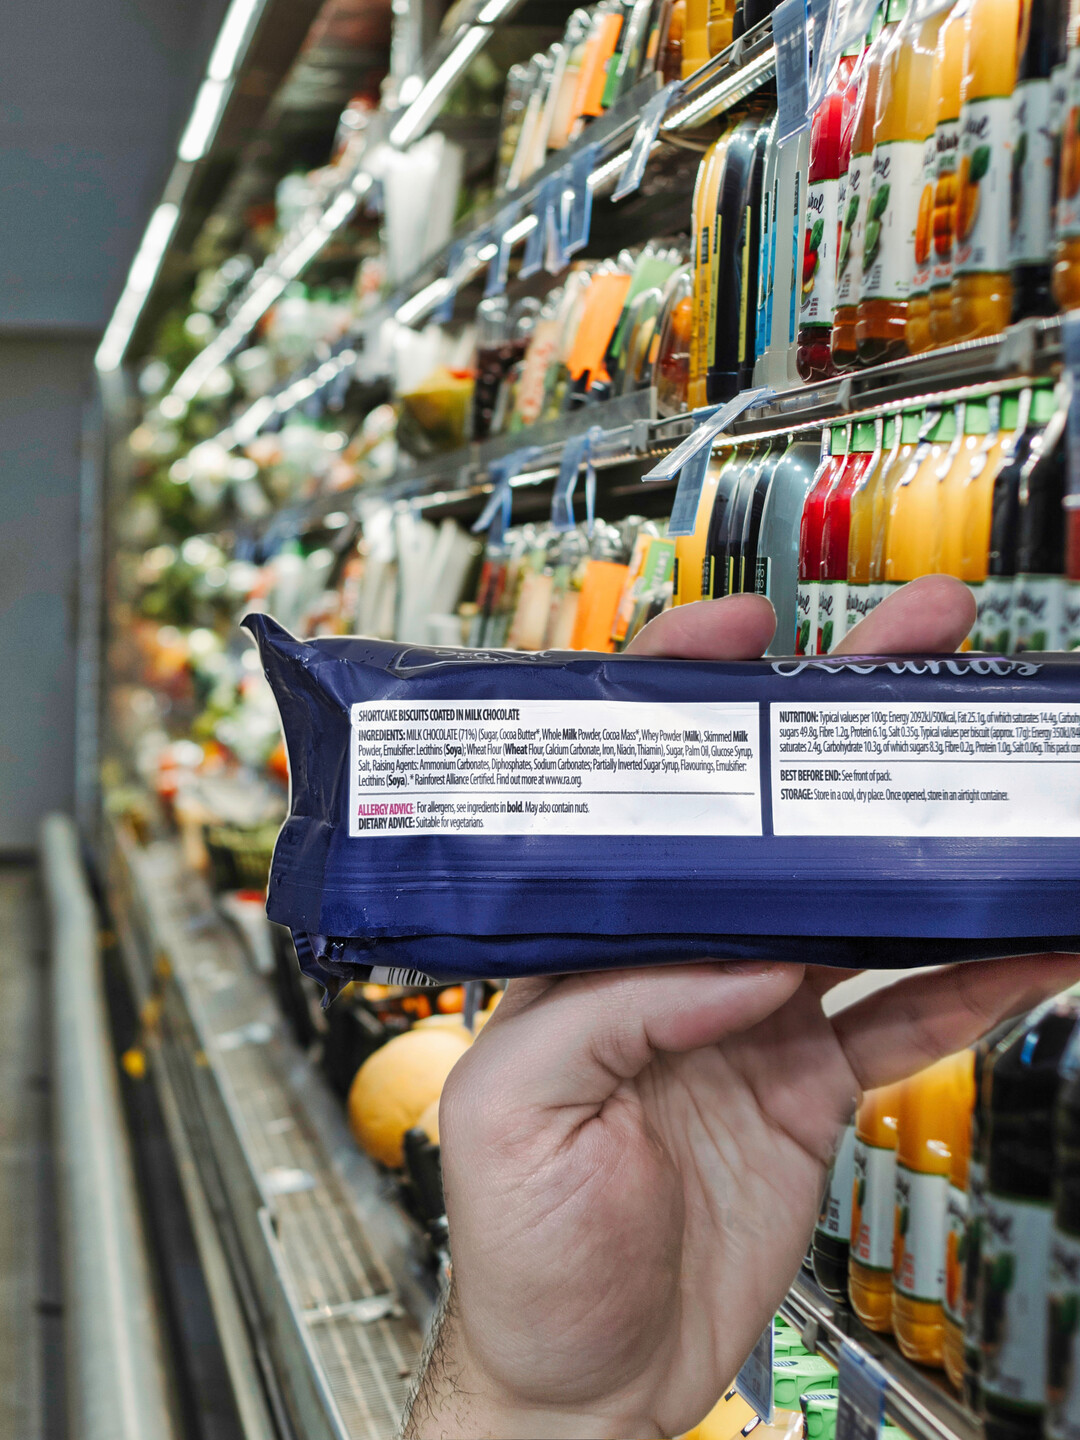 ural
Rounds
SHORTCAKE BISCUITS COATED IN MILK CHOCOLATE
INGREDIENTS: MILK CHOCOLATE (71%) (Sugar, Cocoa Butter*, Whole Milk Powder, Cocoa Mass*, Whey Powder (Milk), Skimmed Milk
Powder, Emulsifier: Lecithins (Soya); Wheat Flour (Wheat Flour, Calcium Carbonate, Iron, Niacin, Thiamin), Sugar, Palm Oil, Glucose Syrup,
Salt, Raising Agents: Ammonium Carbonates, Diphosphates, Sodium Carbonates; Partially Inverted Sugar Syrup, Flavourings, Emulsifier:
Lecithins (Soya). * Rainforest Alliance Certified. Find out more at www.ra.org.
ALLERGY ADVICE: For allergens, see ingredients in bold. May also contain nuts.
DIETARY ADVICE: Suitable for vegetarians.
NUTRITION: Typical values per 100g: Energy 2092kJ/500kcal, Fat 25.1g, of which saturates 14.4g, Carbohy
sugars 49.8g, Fibre 1.2g, Protein 6.1g, Salt 0.35g. Typical values per biscuit (approx. 17g): Energy 350kJ/84k
saturates 2.4g, Carbohydrate 10.3g, of which sugars 8.3g, Fibre 0.2g, Protein 1.0g, Salt 0.06g. This pack con
BEST BEFORE END: See front of pack.
STORAGE: Store in a cool, dry place. Once opened, store in an airtight container.